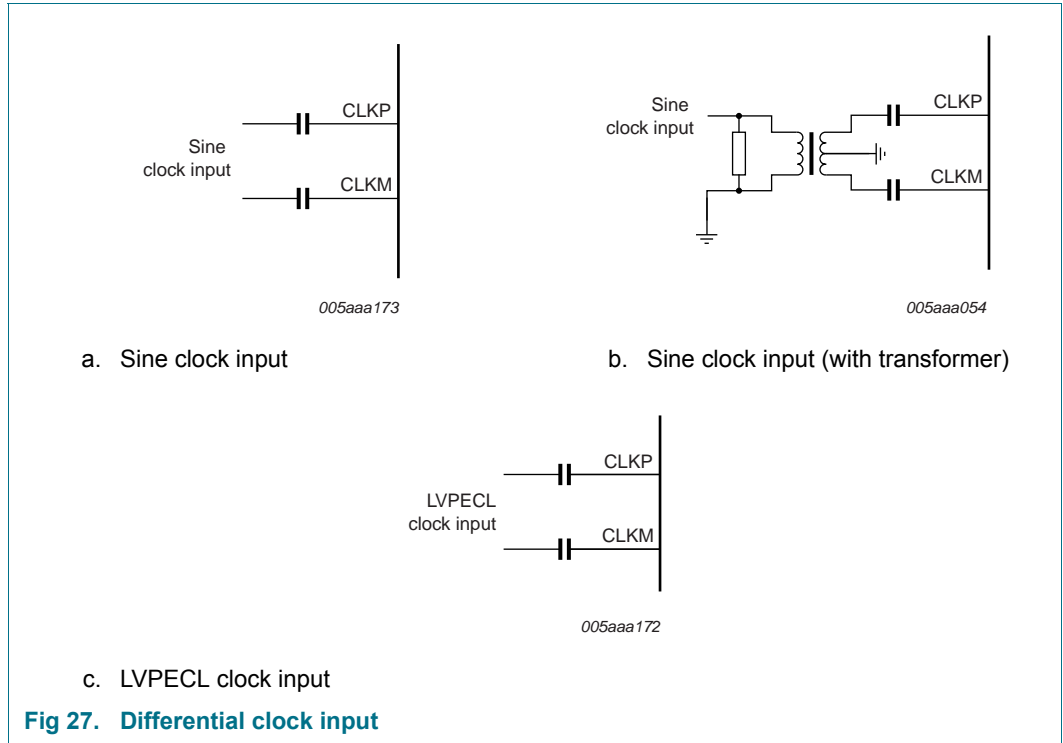 CLKP
Sine
clock input
CLKM
005aaa173
a. Sine clock input
Sine
clock input
CLKP
CLKM
005aaa054
b. Sine clock input (with transformer)
CLKP
LVPECL
clock input
CLKM
005aaa172
c. LVPECL clock input
Fig 27. Differential clock input